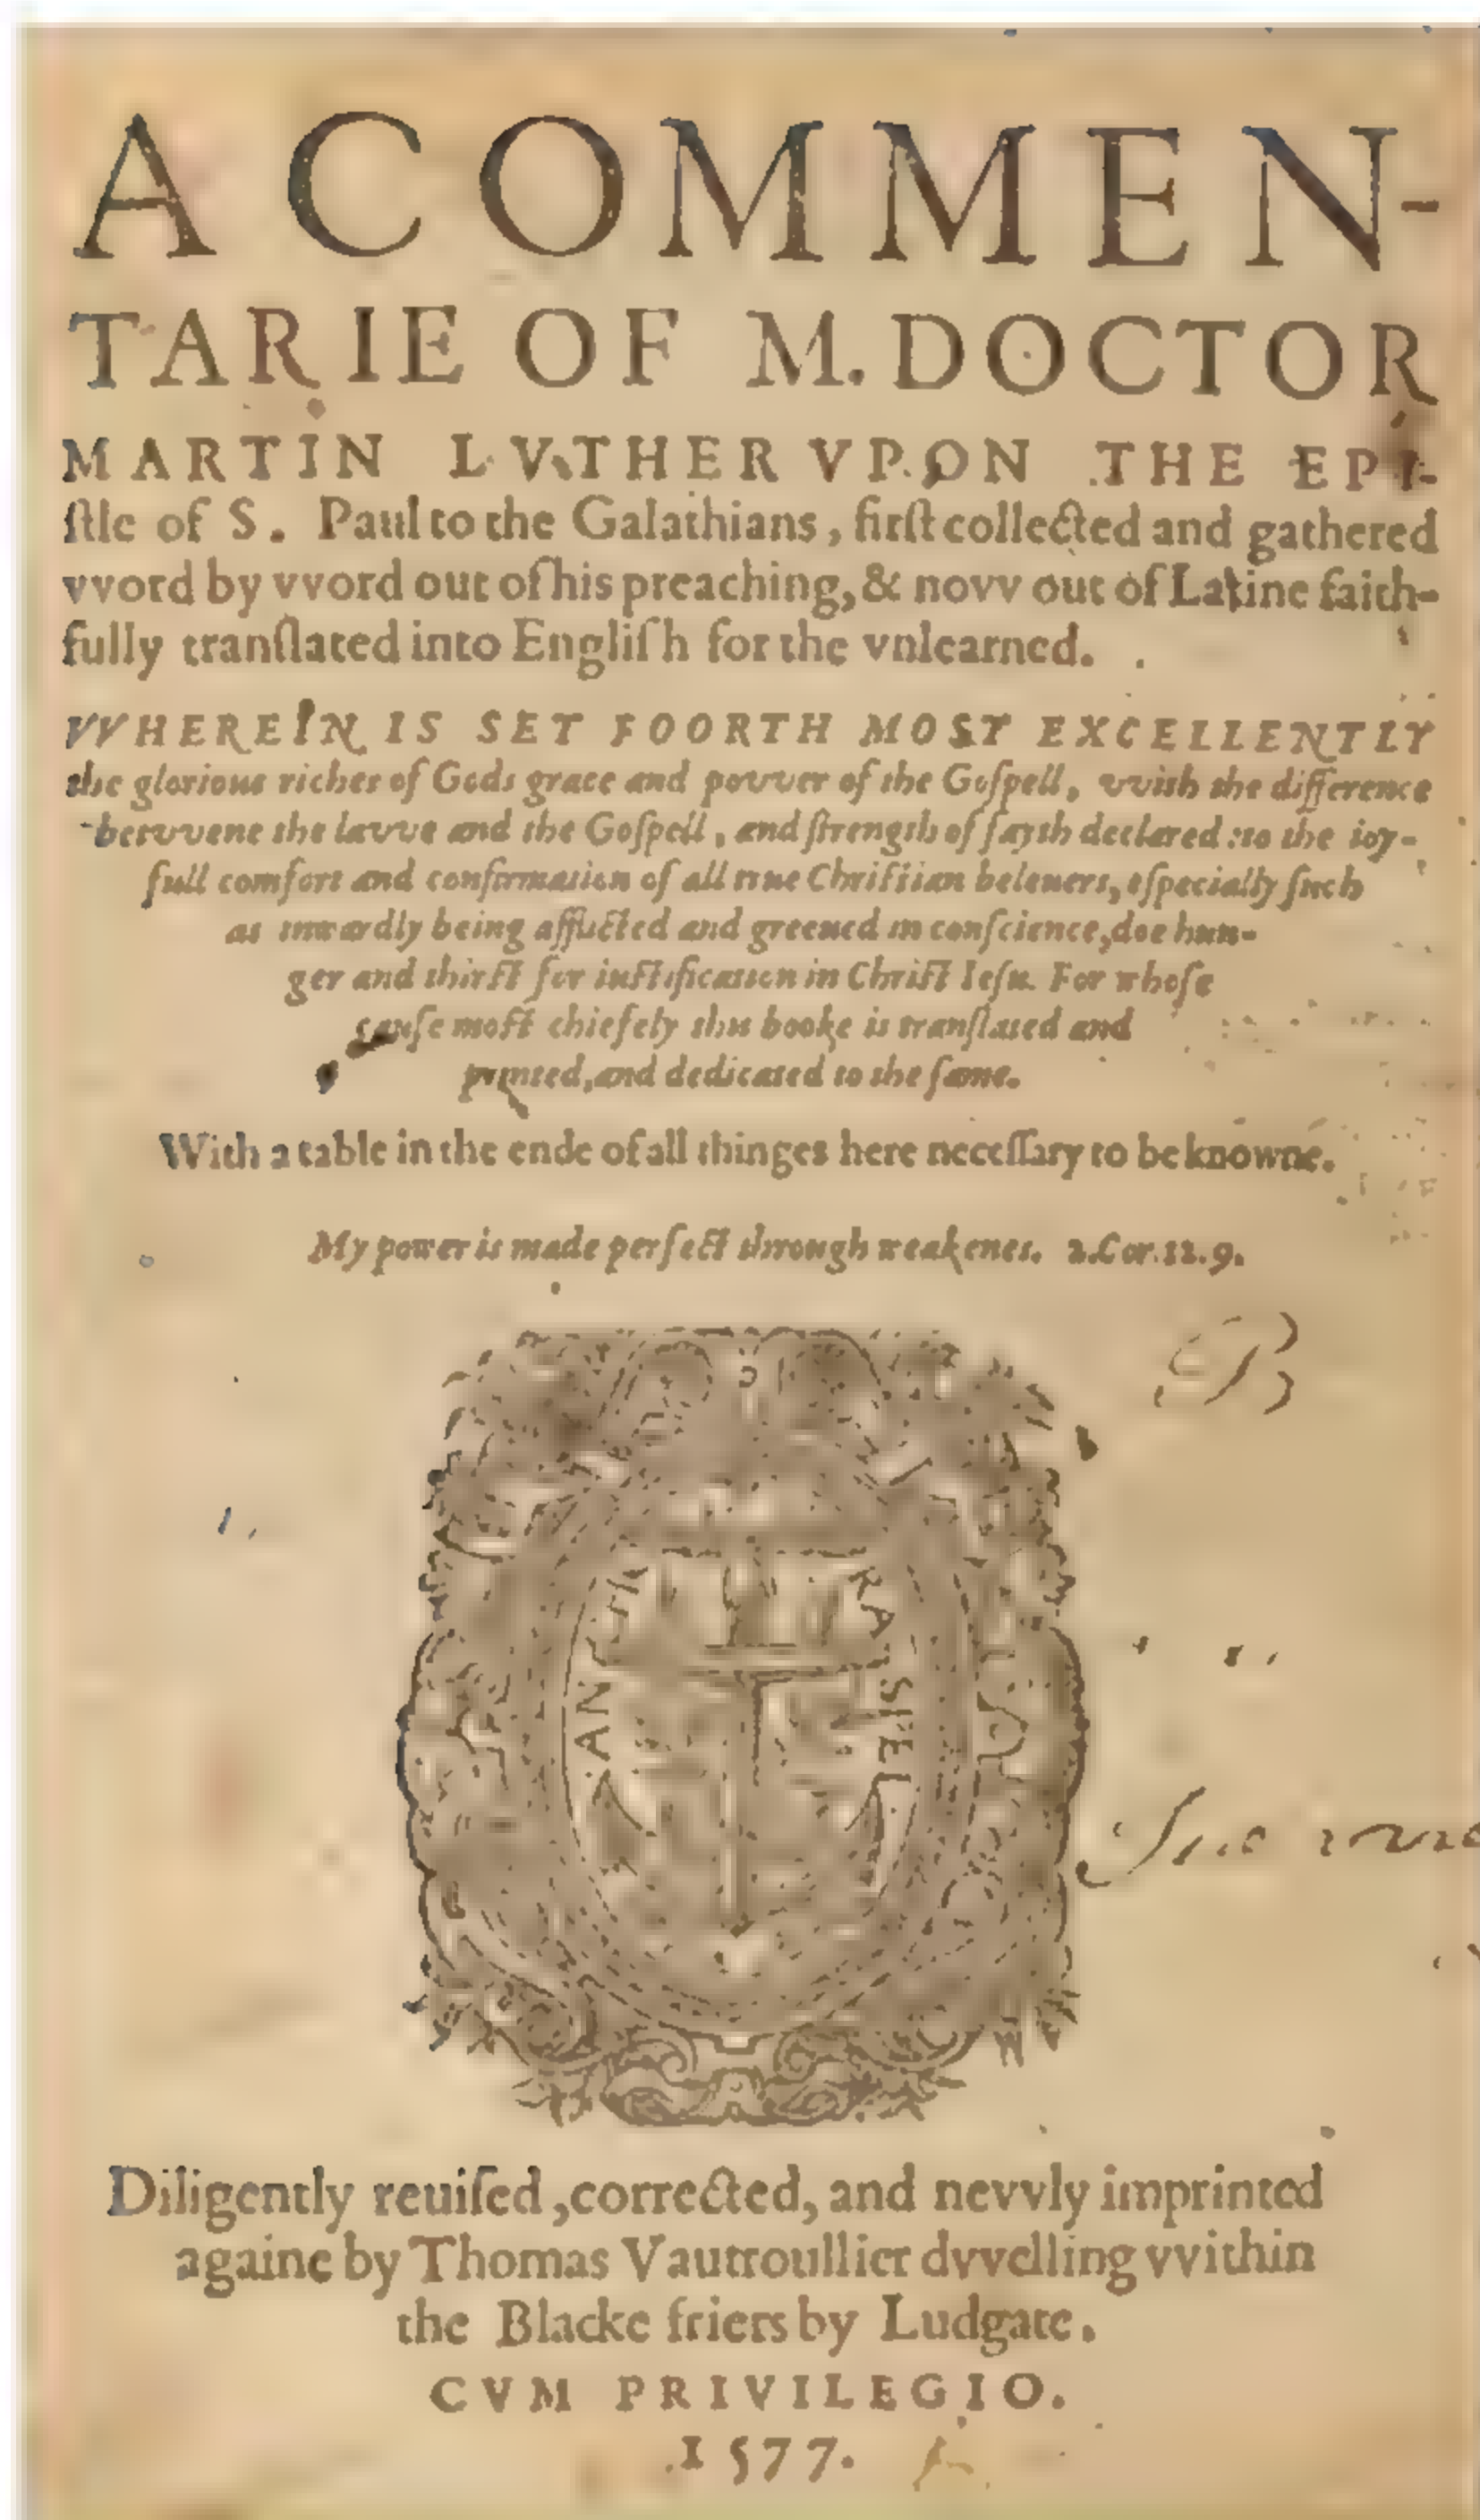 A COMMEN-
TARIE OF M. DOCTOR
MARTIN LVTHER VPON THE EPI-
ſtle of S. Paul to the Galathians, firſt collected and gathered
vvord by vvord out of his preaching, & novv out of Latine faith-
fully tranſlated into Engliſh for the vnlearned.
VVHEREIN IS SET FOORTH MOST EXCELLENTLY
the glorious riches of Gods grace and povver of the Goſpell, vvith the difference
betvvene the lavve and the Goſpell, and ſtrength of fayth declared: to the ioy-
full comfort and confirmation of all true Chriſtian beleuers, eſpecially ſuch
as inwardly being afflicted and greeued in conſcience, doe hun-
ger and thirſt for iuſtification in Chriſt Ieſu. For whoſe
cauſe moſt chiefely this booke is tranſlated and
printed, and dedicated to the ſame.
With a table in the ende of all thinges here neceſſary to be knowne.
My power is made perfect through weakenes. 2.Cor.12.9.
ANCH RA SPEI
Diligently reuiſed, corrected, and nevvly imprinted
againe by Thomas Vautroullier dvvelling vvithin
the Blacke friers by Ludgate.
CVM PRIVILEGIO.
1577.